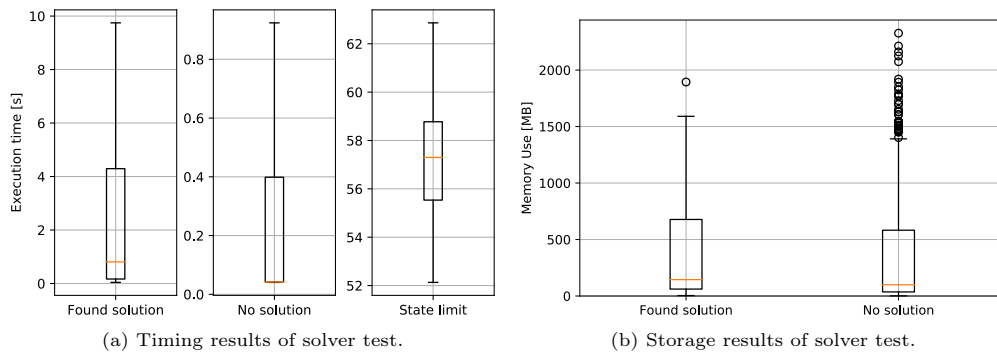 Execution time [s]
10
8
6
4
2
0
Found solution
0.8
0.6
0.4
0.2
0.0
No solution
62
60
58
56
54
52
State limit
(a) Timing results of solver test.
Memory Use [MB]
2000
1500
1000
500
0
Found solution
No solution
(b) Storage results of solver test.